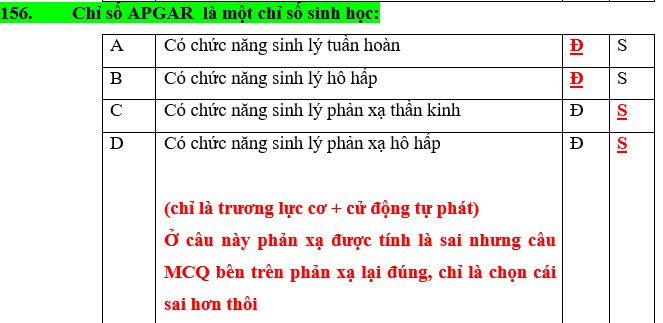 156. Chỉ số APGAR là một chỉ số sinh học:
A Có chức năng sinh lý tuần hoàn Đ S
B Có chức năng sinh lý hô hấp Đ S
C Có chức năng sinh lý phản xạ thần kinh Đ S
D Có chức năng sinh lý phản xạ hô hấp Đ S
(chỉ là trương lực cơ + cử động tự phát)
Ở câu này phản xạ được tính là sai nhưng câu
MCQ bên trên phản xạ lại đúng, chỉ là chọn cái
sai hơn thôi